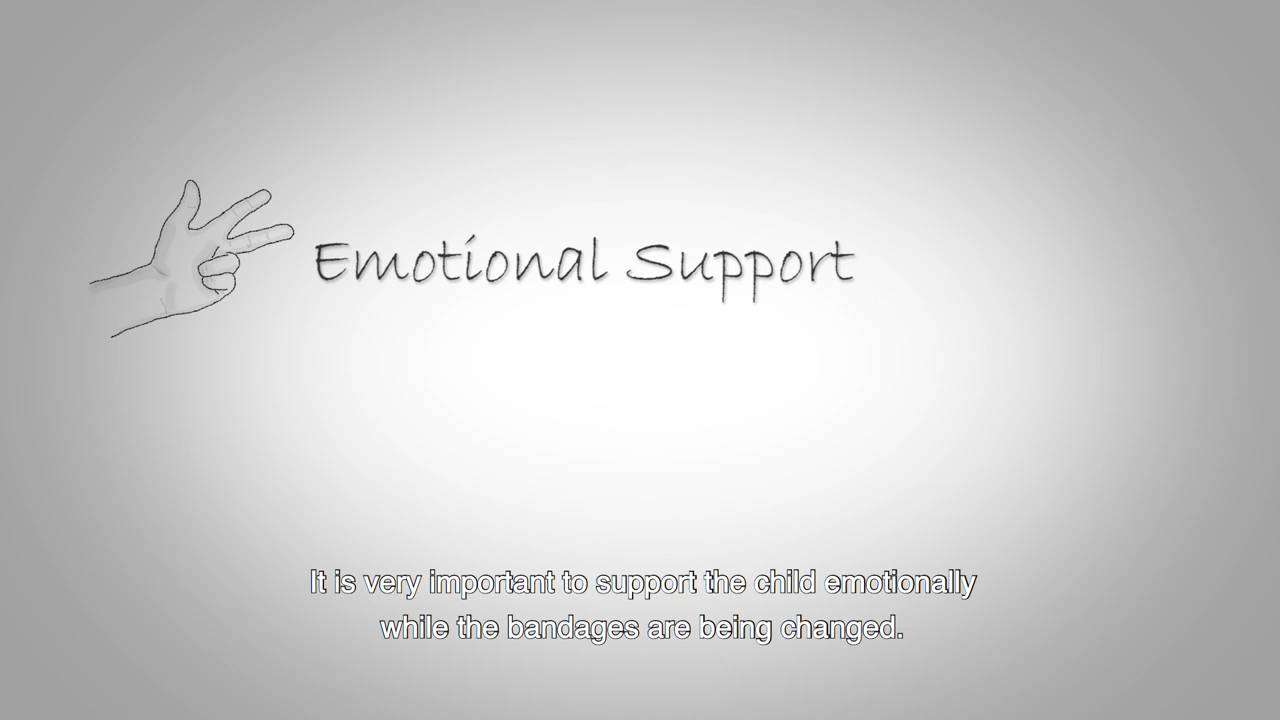 Emotional Support
It is very important to support the child emotionally
while the bandages are being changed.